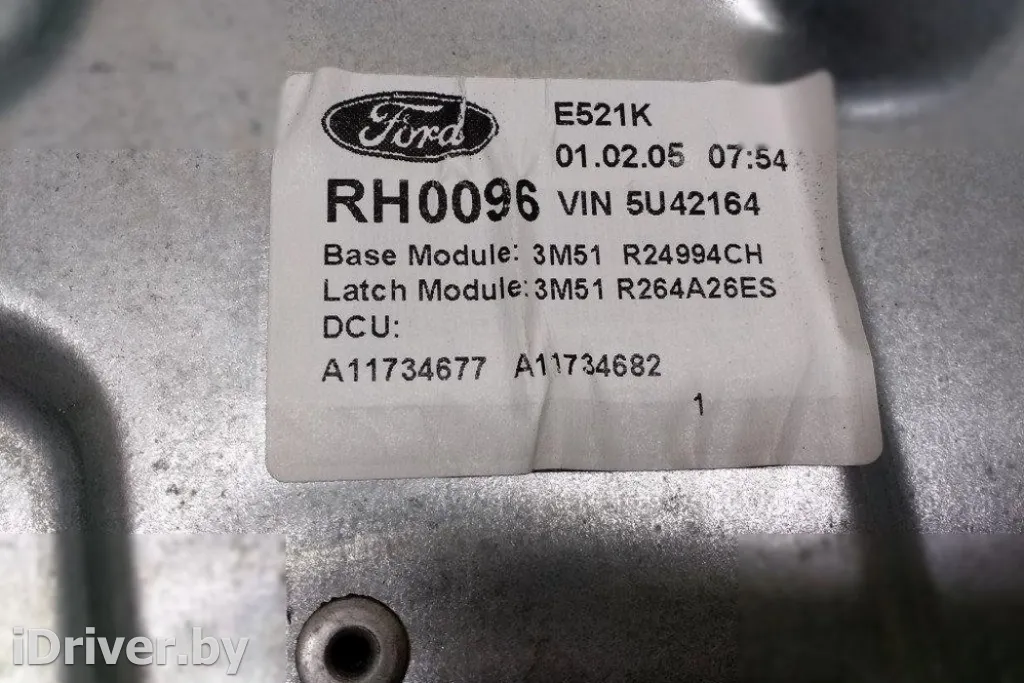 Ford
E521K
01.02.05 07:54
RH0096 VIN 5U42164
Base Module: 3M51 R24994CH
Latch Module: 3M51 R264A26ES
DCU:
A11734677 A11734682
1
iDriver.by